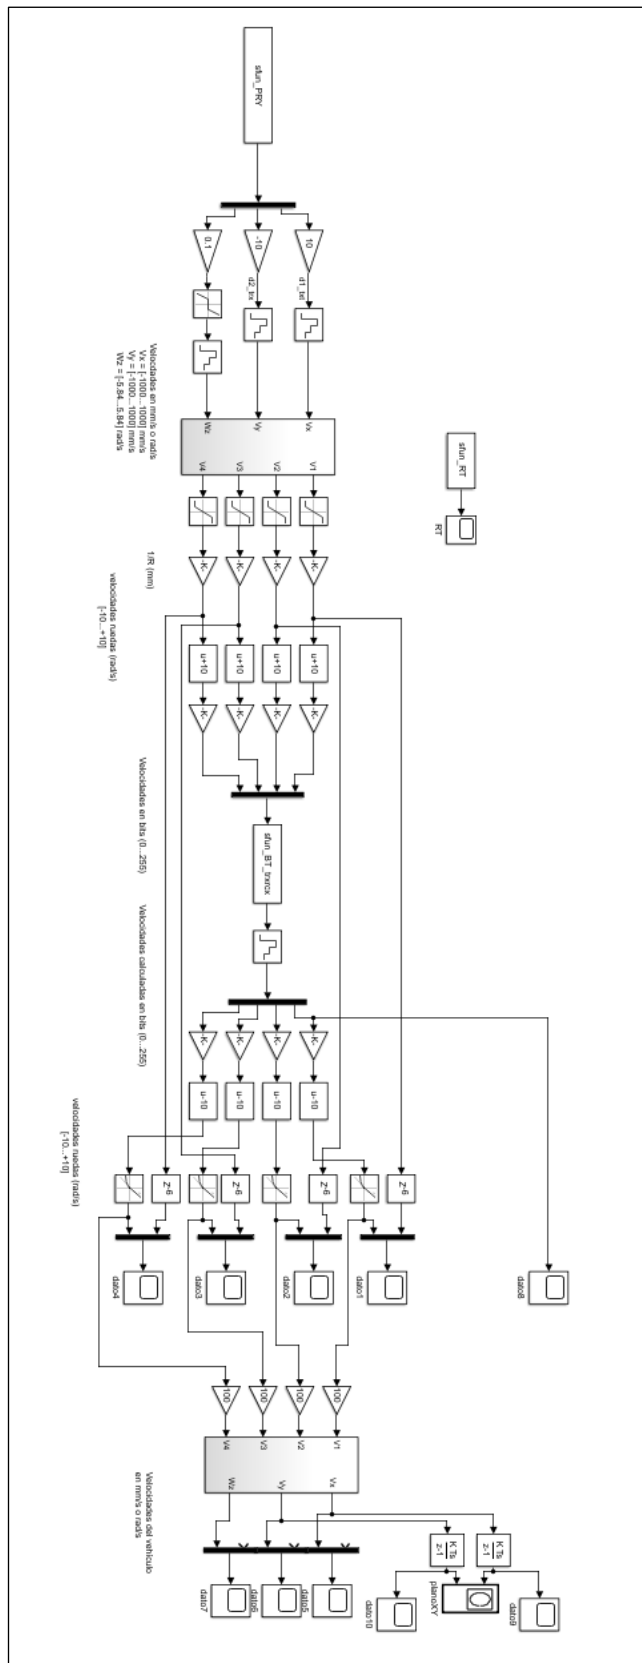 sfun_PRY
10
-10
0.1
d1_txt
d2_trx
Velocdades en mm/s o rad/s
Vx = [-1000...1000] mm/s
Vy = [-1000...1000] mm/s
Wz = [-5.84...5.84] rad/s
Vx
Vy
Wz
V1
V2
V3
V4
sfun_RT
RT
-K-
-K-
-K-
-K-
1/R (mm)
velocidades ruedas (rad/s)
[-10...+10]
u+10
u+10
u+10
u+10
-K-
-K-
-K-
-K-
Velocidades en bits (0...255)
sfun_BT_trxrcx
Velocidades calculadas en bits (0...255)
-K-
-K-
-K-
-K-
u-10
u-10
u-10
u-10
velocidades ruedas (rad/s)
[-10...+10]
z-6
z-6
z-6
z-6
dato8
dato1
dato2
dato3
dato4
100
100
100
100
V1
V2
V3
V4
Vx
Vy
Wz
Velocidades del vehículo
en mm/s o rad/s
K Ts
z-1
K Ts
z-1
dato9
planoXY
dato10
dato5
dato6
dato7